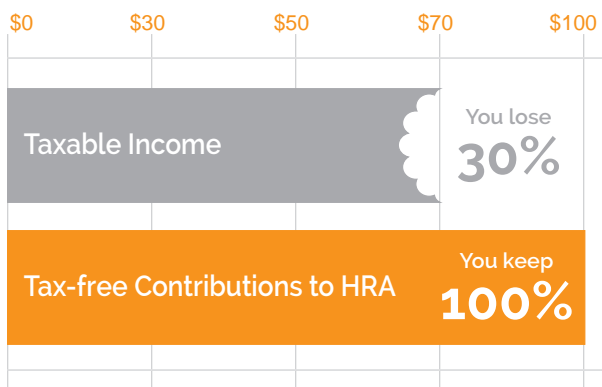 $0 $30 $50 $70 $100
Taxable Income
You lose
30%
Tax-free Contributions to HRA
You keep
100%